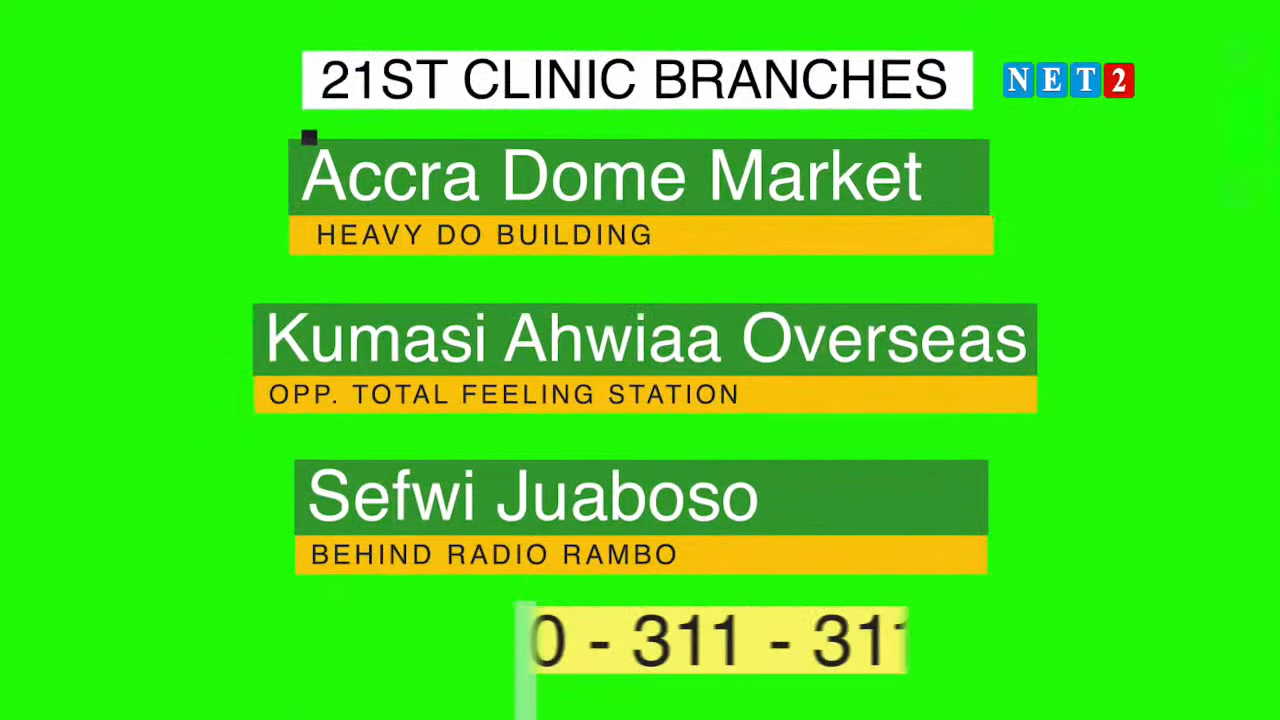 21ST CLINIC BRANCHES
NET2
Accra Dome Market
HEAVY DO BUILDING
Kumasi Ahwiaa Overseas
OPP. TOTAL FEELING STATION
Sefwi Juaboso
BEHIND RADIO RAMBO
0 - 311 - 311